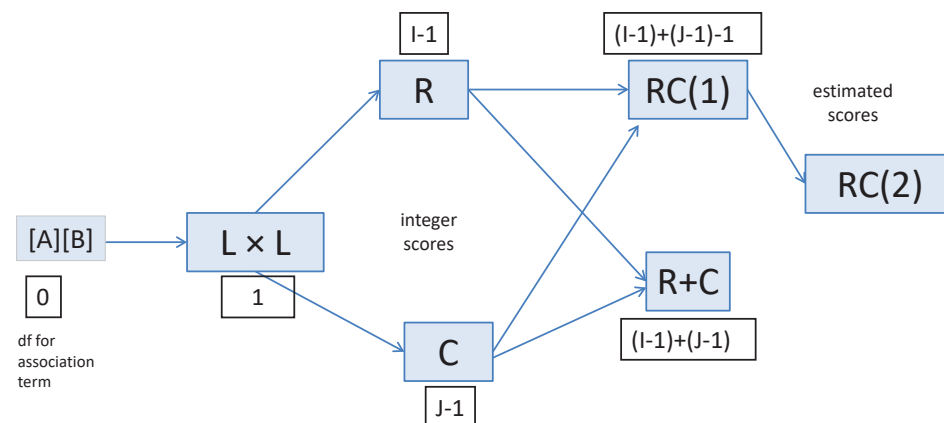 I-1
R
(I-1)+(J-1)-1
RC(1)
estimated
scores
RC(2)
[A][B]
0
df for
association
term
L × L
1
integer
scores
C
J-1
R+C
(I-1)+(J-1)